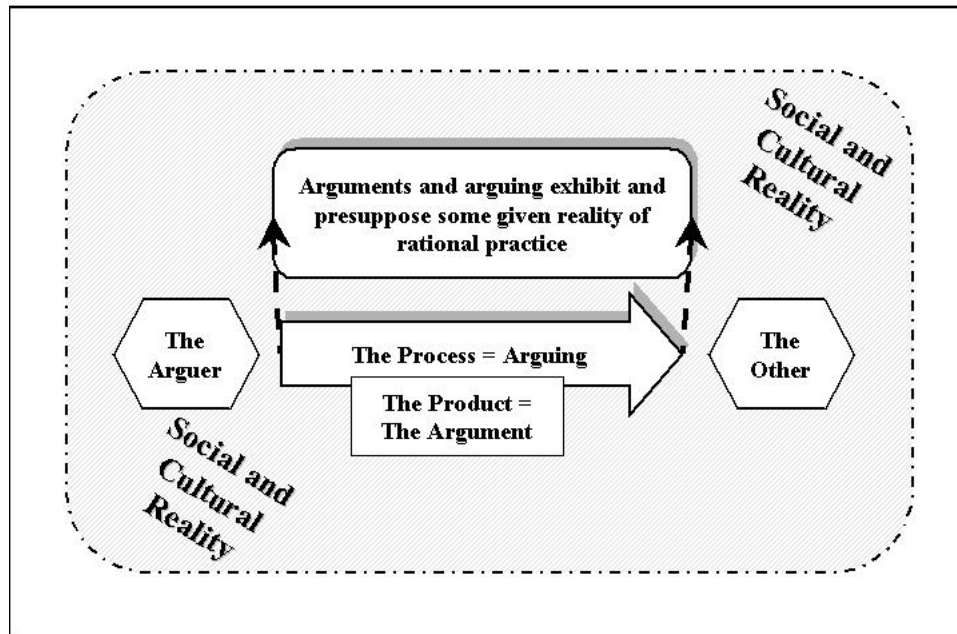 Social and
Cultural
Reality
Arguments and arguing exhibit and
presuppose some given reality of
rational practice
The
Arguer
The Process = Arguing
The
Other
The Product =
The Argument
Social and
Cultural
Reality